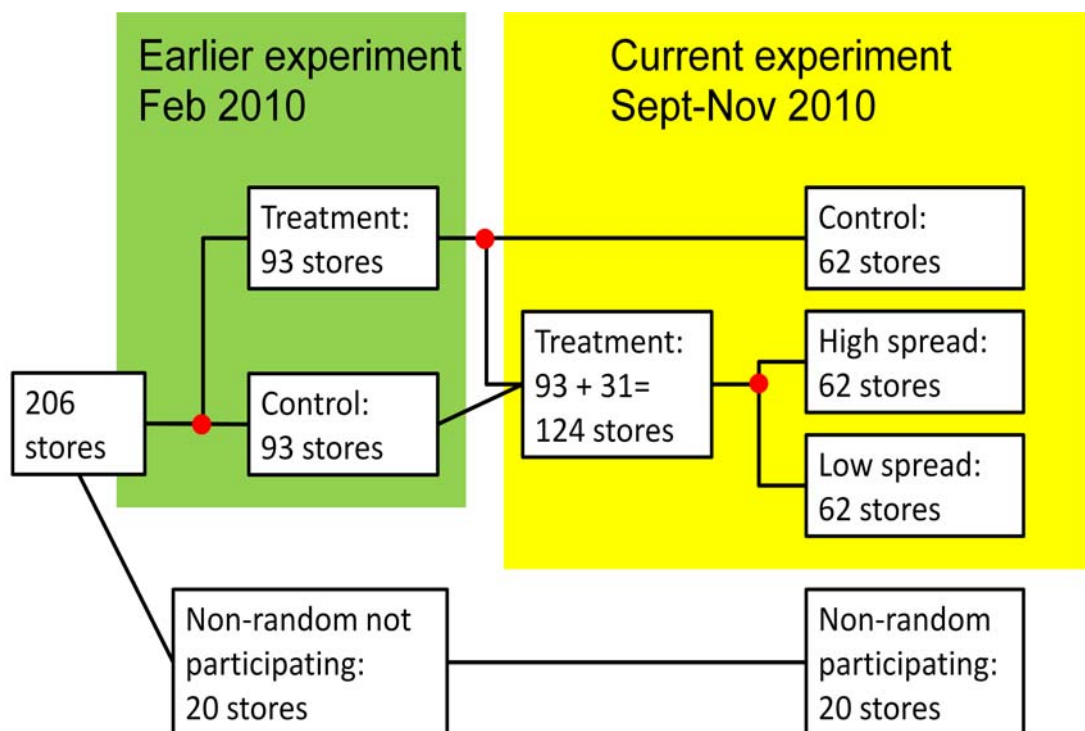 Earlier experiment
Feb 2010
Current experiment
Sept-Nov 2010
Treatment:
93 stores
Control:
62 stores
206
stores
Control:
93 stores
Treatment:
93 + 31=
124 stores
High spread:
62 stores
Low spread:
62 stores
Non-random not
participating:
20 stores
Non-random
participating:
20 stores